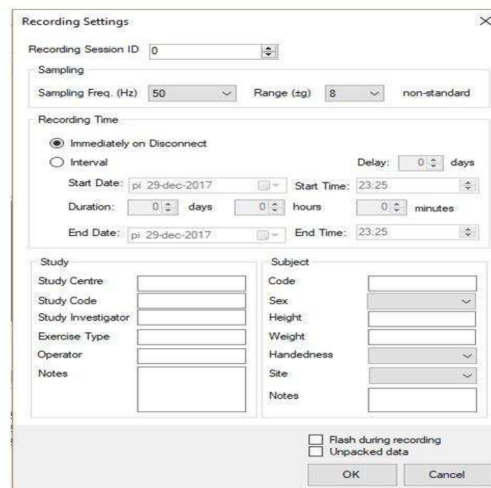 Recording Settings
Recording Session ID 0
Sampling
Sampling Freq. (Hz) 50 Range (±g) 8 non-standard
Recording Time
Immediately on Disconnect
Interval Delay: 0 days
Start Date: pi 29-dec-2017 Start Time: 23:25
Duration: 0 days 0 hours 0 minutes
End Date: pi 29-dec-2017 End Time: 23:25
Study
Study Centre
Study Code
Study Investigator
Exercise Type
Operator
Notes
Subject
Code
Sex
Height
Weight
Handedness
Site
Notes
Flash during recording
Unpacked data
OK Cancel